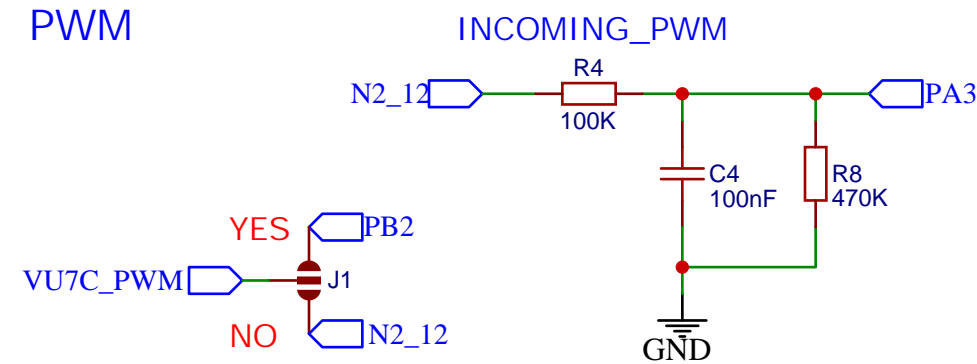 PWM
INCOMING_PWM
R4
N2_12
PA3
100K
C4
100nF
R8
470K
YES
PB2
VU7C_PWM
J1
NO
N2_12
GND